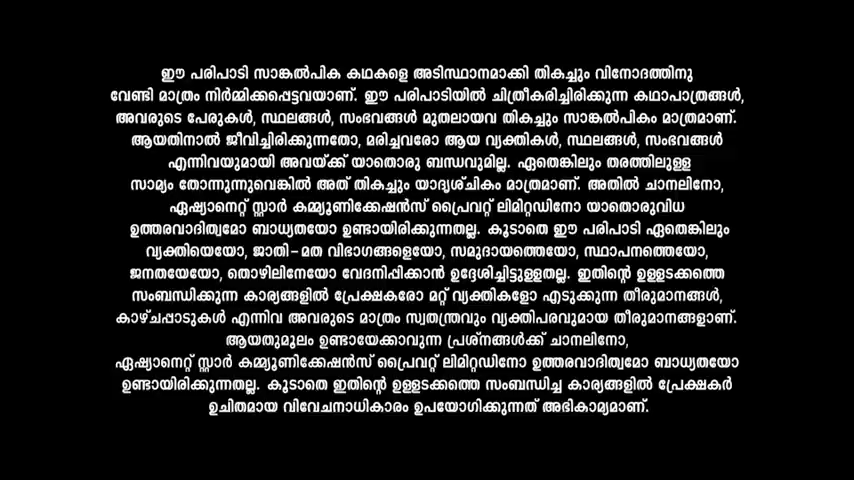 ഈ പരിപാടി സാങ്കൽപിക കഥകളെ അടിസ്ഥാനമാക്കി തികച്ചും വിനോദത്തിനു
വേണ്ടി മാത്രം നിർമ്മിക്കപ്പെട്ടവയാണ്. ഈ പരിപാടിയിൽ ചിത്രീകരിച്ചിരിക്കുന്ന കഥാപാത്രങ്ങൾ,
അവരുടെ പേരുകൾ, സ്ഥലങ്ങൾ, സംഭവങ്ങൾ മുതലായവ തികച്ചും സാങ്കൽപികം മാത്രമാണ്.
ആയതിനാൽ ജീവിച്ചിരിക്കുന്നതോ, മരിച്ചവരോ ആയ വ്യക്തികൾ, സ്ഥലങ്ങൾ, സംഭവങ്ങൾ
എന്നിവയുമായി അവയ്ക്ക് യാതൊരു ബന്ധവുമില്ല. ഏതെങ്കിലും തരത്തിലുള്ള
സാമ്യം തോന്നുന്നുവെങ്കിൽ അത് തികച്ചും യാദൃശ്ചികം മാത്രമാണ്. അതിൽ ചാനലിനോ,
ഏഷ്യാനെറ്റ് സ്റ്റാർ കമ്മ്യൂണിക്കേഷൻസ് പ്രൈവറ്റ് ലിമിറ്റഡിനോ യാതൊരുവിധ
ഉത്തരവാദിത്വമോ ബാധ്യതയോ ഉണ്ടായിരിക്കുന്നതല്ല. കൂടാതെ ഈ പരിപാടി ഏതെങ്കിലും
വ്യക്തിയെയോ, ജാതി-മത വിഭാഗങ്ങളെയോ, സമുദായത്തെയോ, സ്ഥാപനത്തെയോ,
ജനതയേയോ, തൊഴിലിനേയോ വേദനിപ്പിക്കാൻ ഉദ്ദേശിച്ചിട്ടുള്ളതല്ല. ഇതിന്റെ ഉള്ളടക്കത്തെ
സംബന്ധിക്കുന്ന കാര്യങ്ങളിൽ പ്രേക്ഷകരോ മറ്റ് വ്യക്തികളോ എടുക്കുന്ന തീരുമാനങ്ങൾ,
കാഴ്ചപ്പാടുകൾ എന്നിവ അവരുടെ മാത്രം സ്വതന്ത്രവും വ്യക്തിപരവുമായ തീരുമാനങ്ങളാണ്.
ആയതുമൂലം ഉണ്ടായേക്കാവുന്ന പ്രശ്നങ്ങൾക്ക് ചാനലിനോ,
ഏഷ്യാനെറ്റ് സ്റ്റാർ കമ്മ്യൂണിക്കേഷൻസ് പ്രൈവറ്റ് ലിമിറ്റഡിനോ ഉത്തരവാദിത്വമോ ബാധ്യതയോ
ഉണ്ടായിരിക്കുന്നതല്ല. കൂടാതെ ഇതിന്റെ ഉള്ളടക്കത്തെ സംബന്ധിച്ച കാര്യങ്ങളിൽ പ്രേക്ഷകർ
ഉചിതമായ വിവേചനാധികാരം ഉപയോഗിക്കുന്നത് അഭികാമ്യമാണ്.